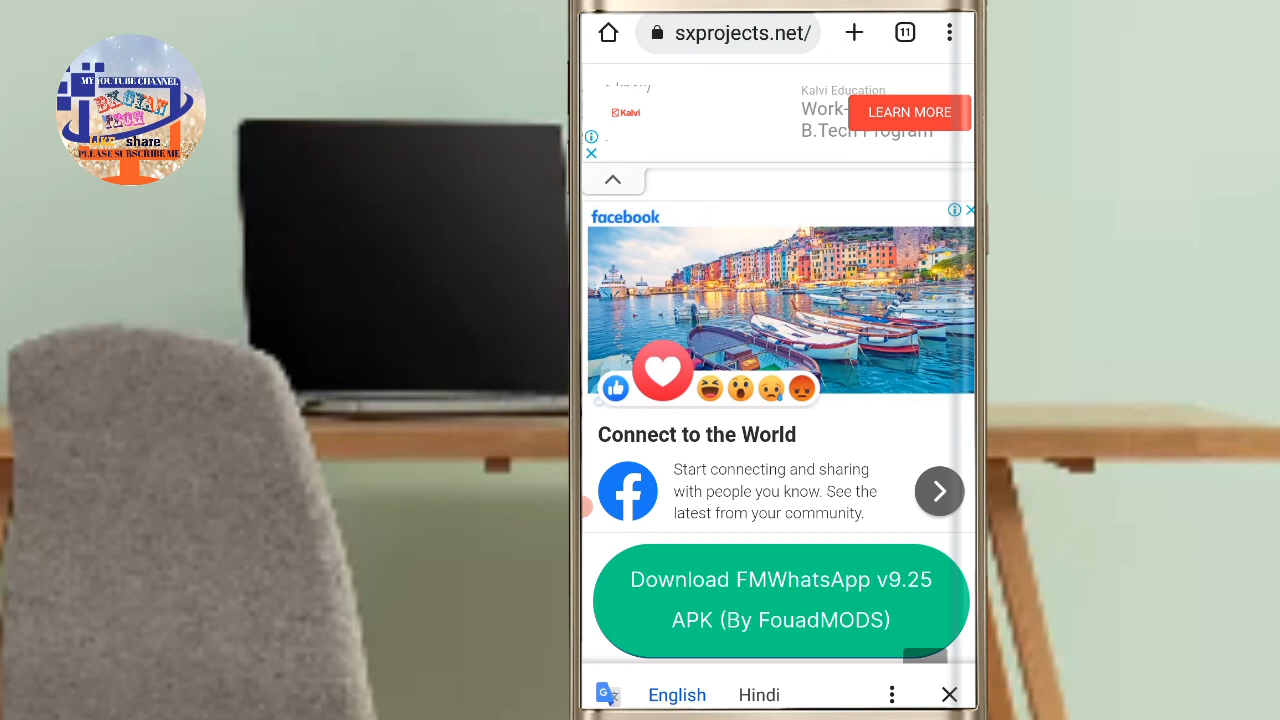 MY YOUTUBE CHANNEL
BK GYAN
share
PLEASE SUBSCRIBE ME
sxprojects.net/
11
Kalvi
Kalvi Education
Work-
B.Tech Program
LEARN MORE
facebook
Connect to the World
Start connecting and sharing
with people you know. See the
latest from your community.
Download FMWhatsApp v9.25
APK (By FouadMODS)
English Hindi